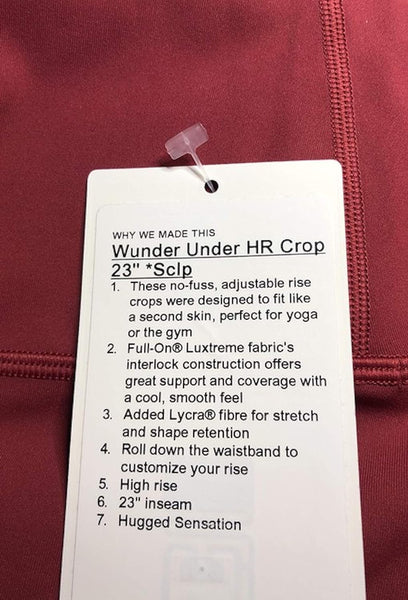 WHY WE MADE THIS
Wunder Under HR Crop
23" *Sclp
1. These no-fuss, adjustable rise
crops were designed to fit like
a second skin, perfect for yoga
or the gym
2. Full-On® Luxtreme fabric's
interlock construction offers
great support and coverage with
a cool, smooth feel
3. Added Lycra® fibre for stretch
and shape retention
4. Roll down the waistband to
customize your rise
5. High rise
6. 23" inseam
7. Hugged Sensation